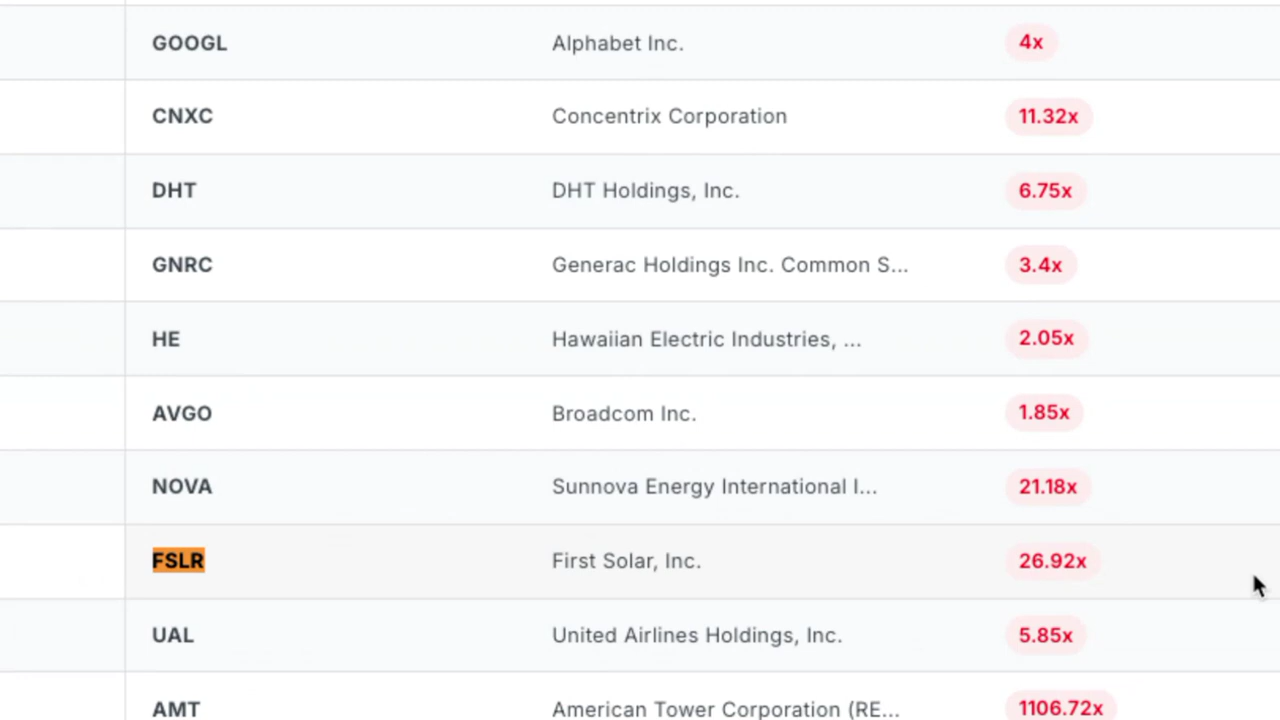 GOOGL Alphabet Inc. 4x
CNXC Concentrix Corporation 11.32x
DHT DHT Holdings, Inc. 6.75x
GNRC Generac Holdings Inc. Common S... 3.4x
HE Hawaiian Electric Industries, ... 2.05x
AVGO Broadcom Inc. 1.85x
NOVA Sunnova Energy International I... 21.18x
FSLR First Solar, Inc. 26.92x
UAL United Airlines Holdings, Inc. 5.85x
AMT American Tower Corporation (RE... 1106.72x